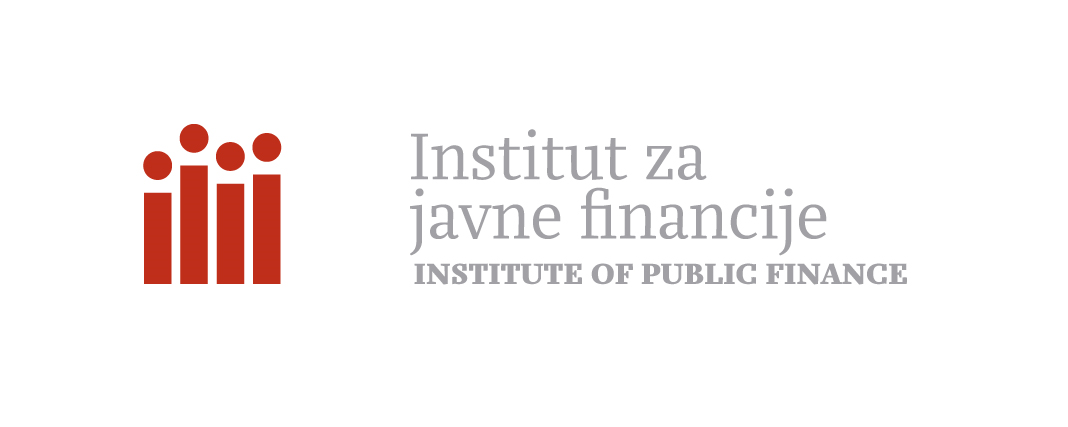 Institut za
javne financije
INSTITUTE OF PUBLIC FINANCE